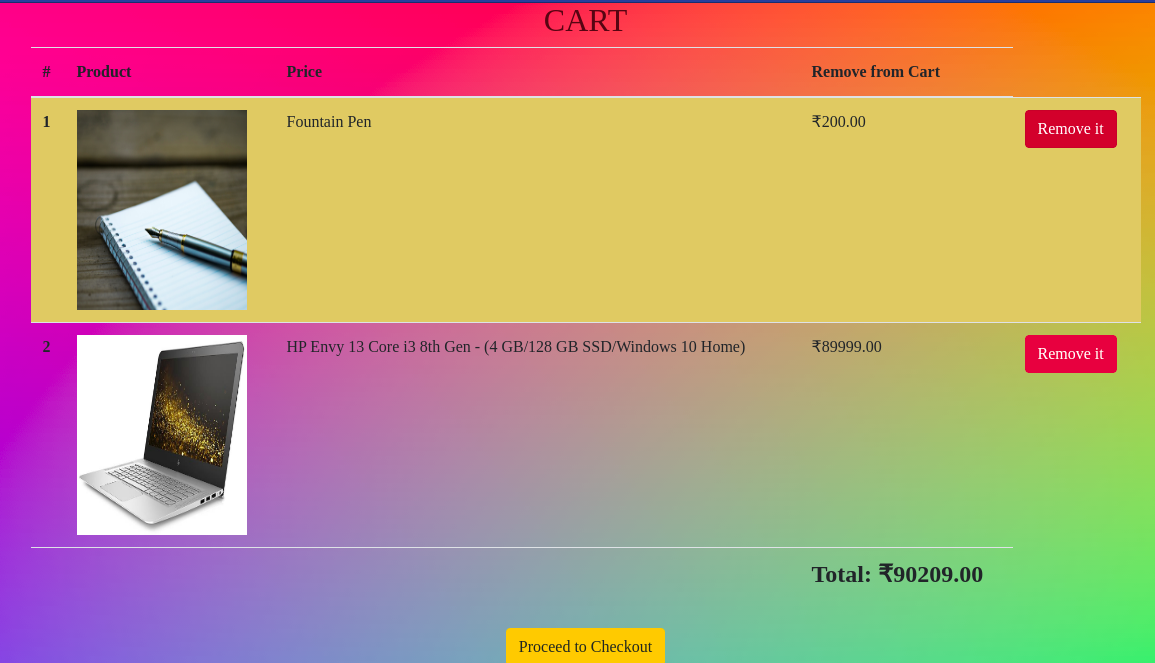 CART
# Product Price Remove from Cart
1 Fountain Pen ₹200.00 Remove it
2 HP Envy 13 Core i3 8th Gen - (4 GB/128 GB SSD/Windows 10 Home) ₹89999.00 Remove it
Total: ₹90209.00
Proceed to Checkout